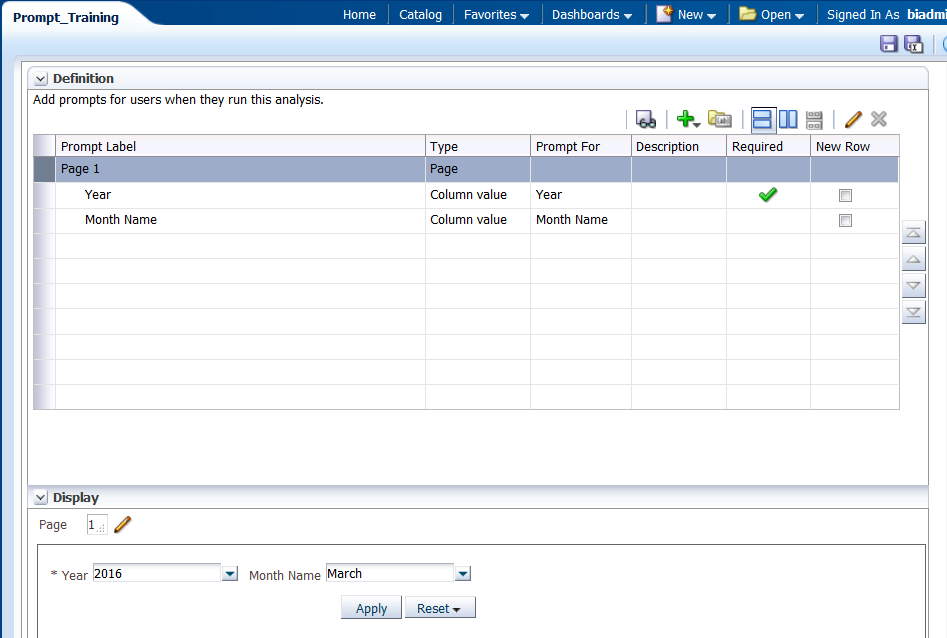 Prompt_Training
Home Catalog Favorites Dashboards New Open Signed In As
Definition
Add prompts for users when they run this analysis.
Prompt Label Type Prompt For Description Required New Row
Page 1 Page
Year Column value Year
Month Name Column value Month Name
Display
Page 1
* Year 2016 Month Name March
Apply Reset